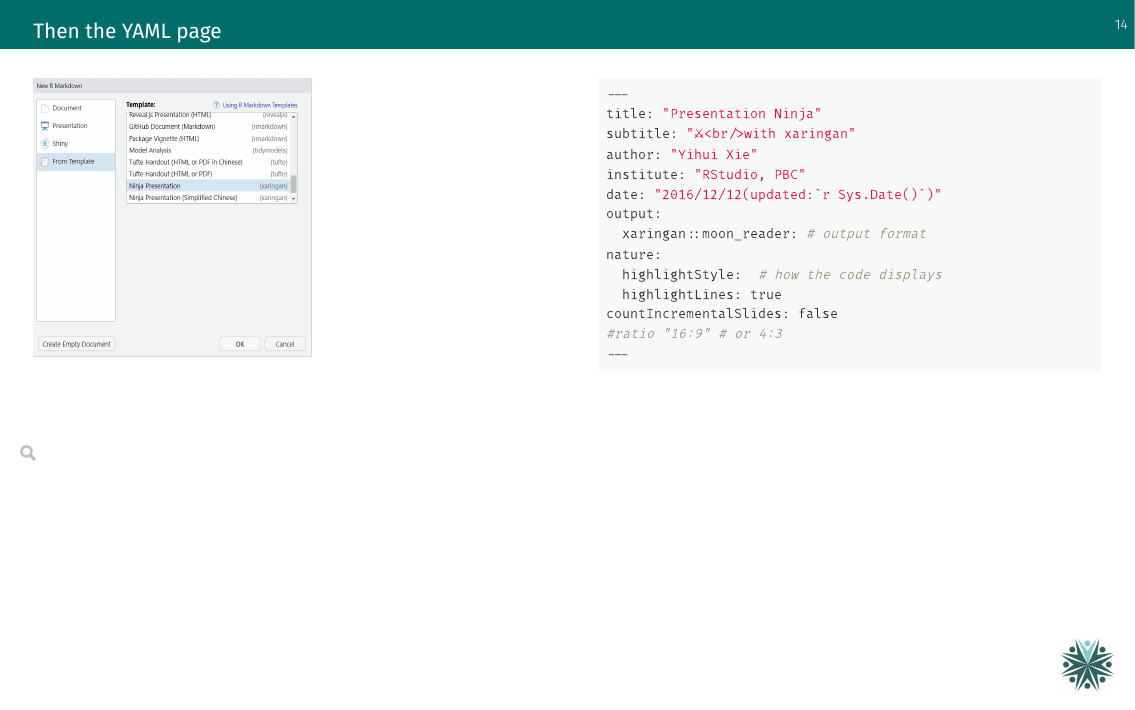 Then the YAML page
14
New R Markdown
Document
Presentation
Shiny
From Template
Template:
Using R Markdown Templates
Reveal.js Presentation (HTML) {revealjs}
GitHub Document (Markdown) {rmarkdown}
Package Vignette (HTML) {rmarkdown}
Model Analysis {tidymodels}
Tufte Handout (HTML or PDF in Chinese) {tufte}
Tufte Handout (HTML or PDF) {tufte}
Ninja Presentation {xaringan}
Ninja Presentation (Simplified Chinese) {xaringan}
Create Empty Document
OK
Cancel
---
title: "Presentation Ninja"
subtitle: "⚔<br/>with xaringan"
author: "Yihui Xie"
institute: "RStudio, PBC"
date: "2016/12/12(updated:`r Sys.Date()`)"
output:
  xaringan::moon_reader: # output format
nature:
  highlightStyle:  # how the code displays
  highlightLines: true
countIncrementalSlides: false
#ratio "16:9" # or 4:3
---